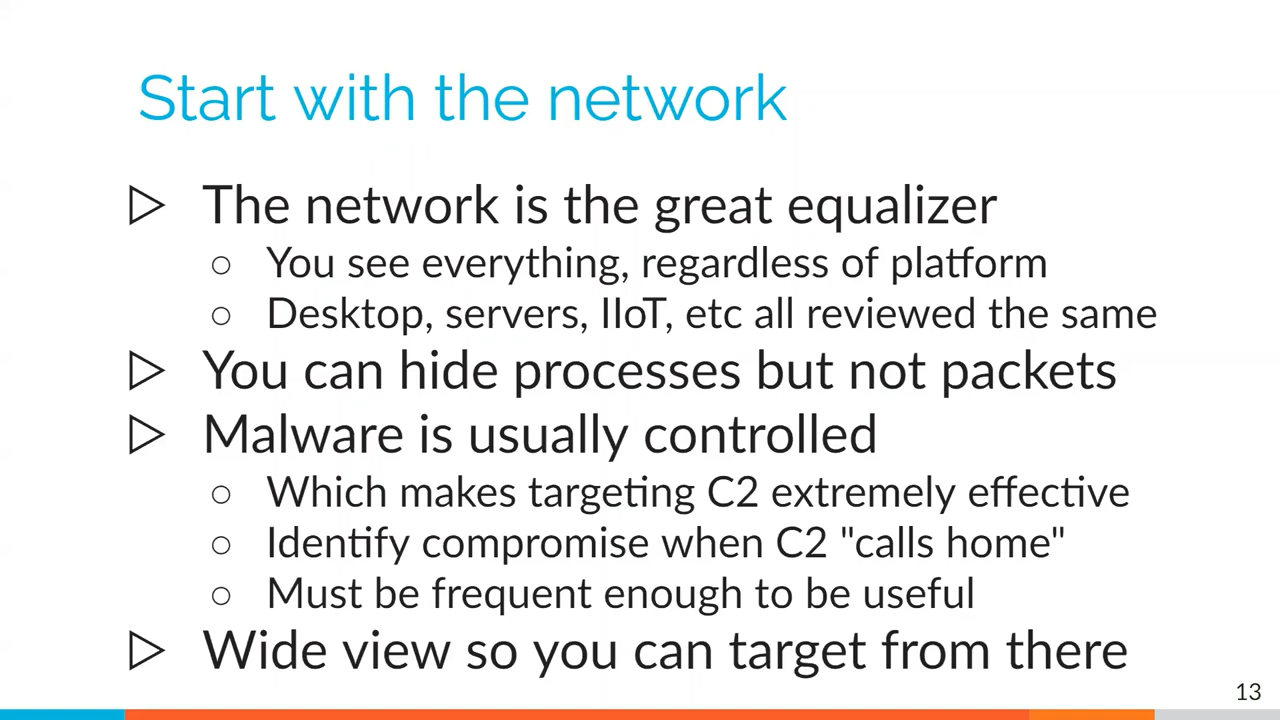 Start with the network
▷ The network is the great equalizer
○ You see everything, regardless of platform
○ Desktop, servers, IIoT, etc all reviewed the same
▷ You can hide processes but not packets
▷ Malware is usually controlled
○ Which makes targeting C2 extremely effective
○ Identify compromise when C2 "calls home"
○ Must be frequent enough to be useful
▷ Wide view so you can target from there
13